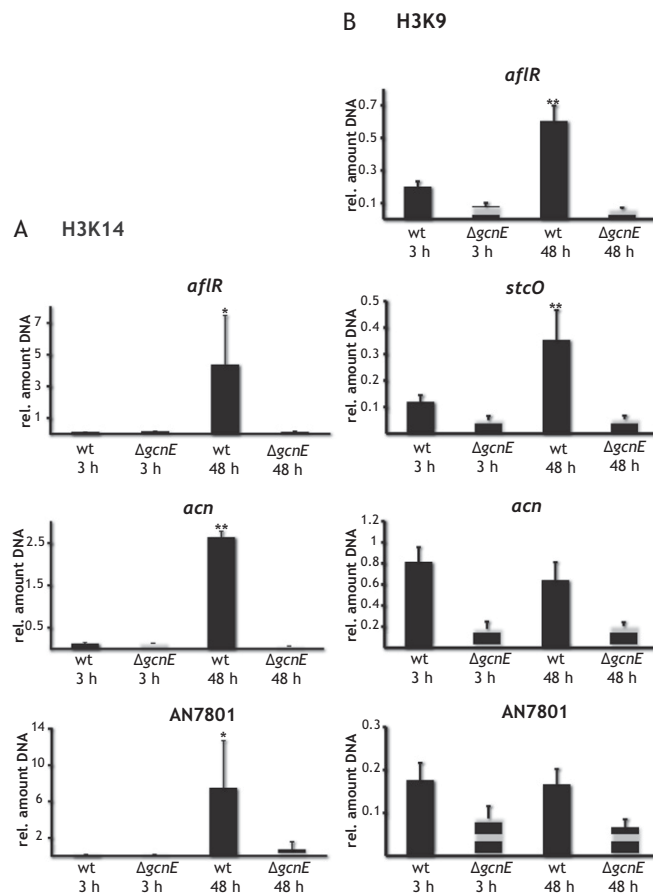 A H3K14
aflR
rel. amount DNA
7
5
3
1
*
wt ΔgcnE wt ΔgcnE
3 h 3 h 48 h 48 h
acn
rel. amount DNA
2.5
1.5
0.5
**
wt ΔgcnE wt ΔgcnE
3 h 3 h 48 h 48 h
AN7801
rel. amount DNA
14
10
6
2
*
wt ΔgcnE wt ΔgcnE
3 h 3 h 48 h 48 h
B H3K9
aflR
rel. amount DNA
0.7
0.5
0.3
0.1
**
wt ΔgcnE wt ΔgcnE
3 h 3 h 48 h 48 h
stcO
rel. amount DNA
0.5
0.4
0.3
0.2
0.1
**
wt ΔgcnE wt ΔgcnE
3 h 3 h 48 h 48 h
acn
rel. amount DNA
1.2
1
0.8
0.6
0.4
0.2
wt ΔgcnE wt ΔgcnE
3 h 3 h 48 h 48 h
AN7801
rel. amount DNA
0.3
0.2
0.1
wt ΔgcnE wt ΔgcnE
3 h 3 h 48 h 48 h